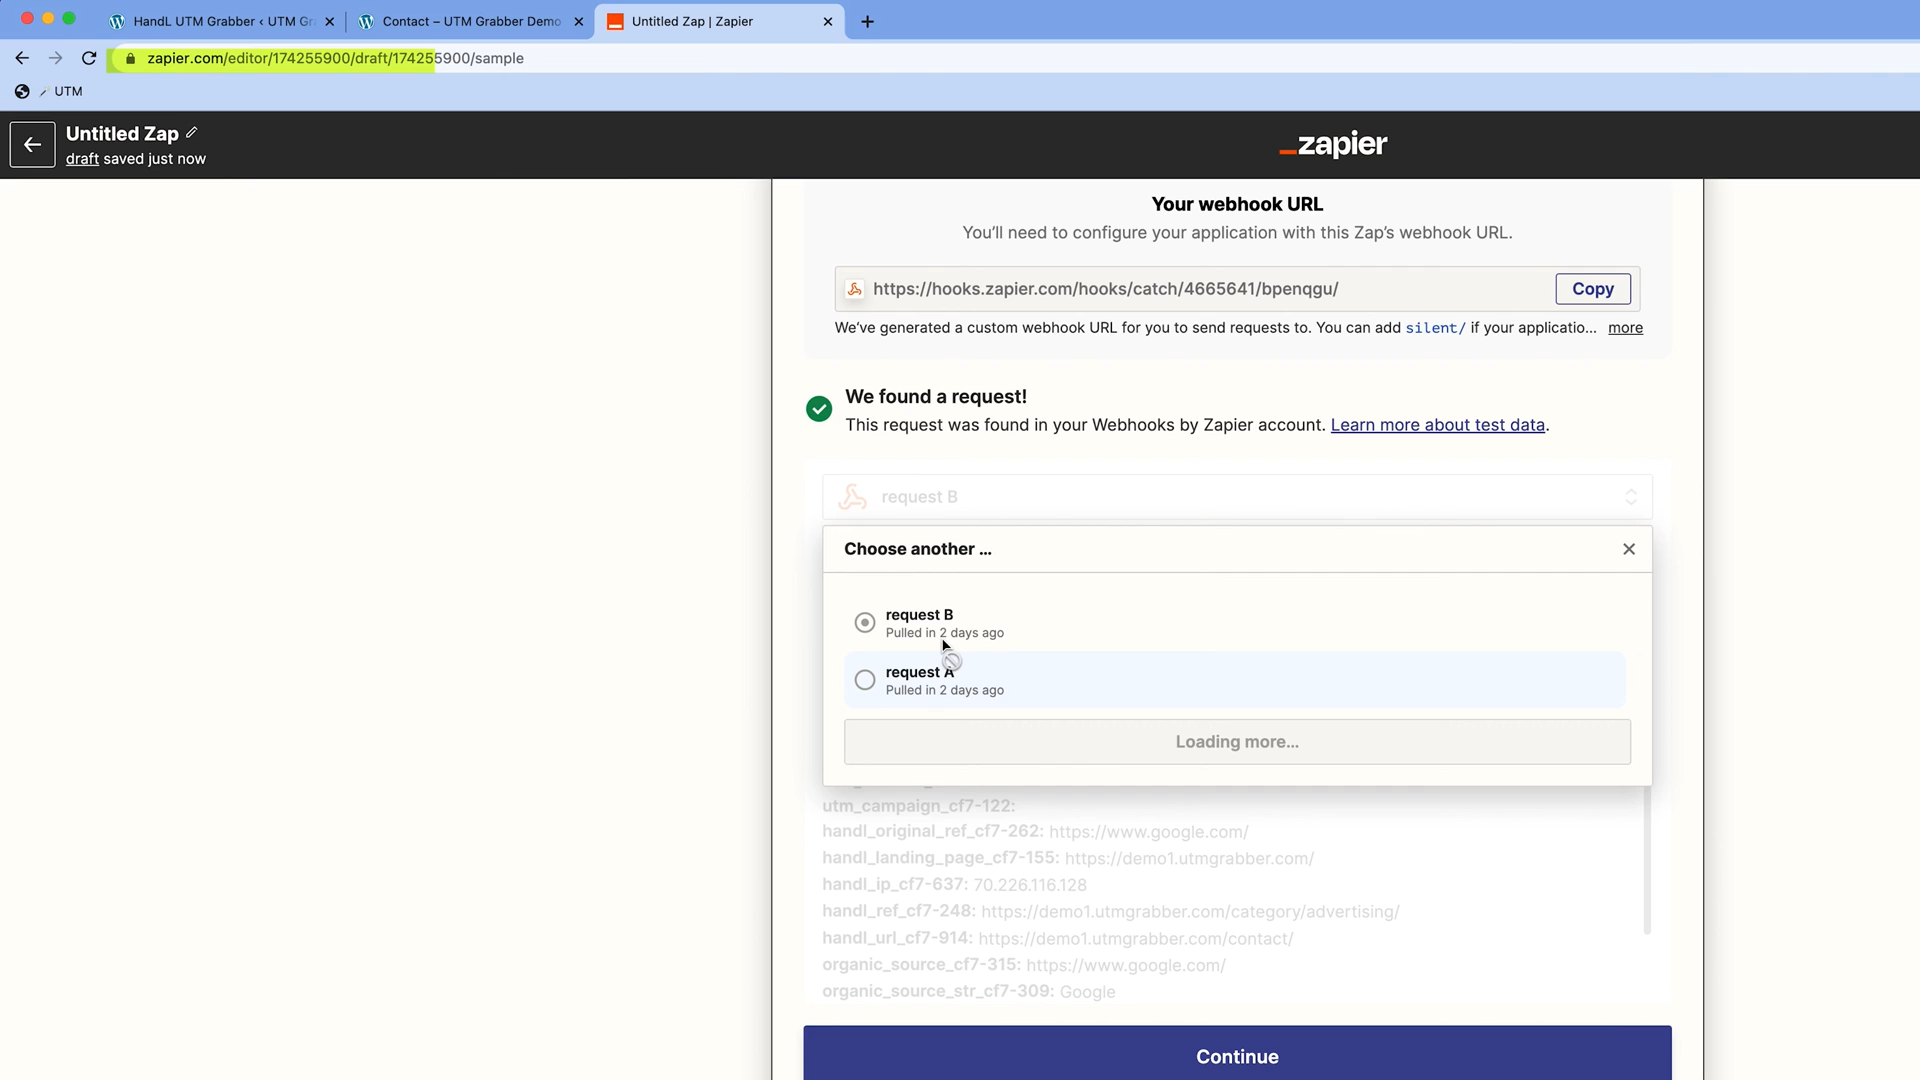 HandL UTM Grabber ‹ UTM Gr
Contact – UTM Grabber Demo
Untitled Zap | Zapier
zapier.com/editor/174255900/draft/174255900/sample
UTM
Untitled Zap
draft saved just now
zapier
Your webhook URL
You'll need to configure your application with this Zap's webhook URL.
https://hooks.zapier.com/hooks/catch/4665641/bpenqgu/
Copy
We've generated a custom webhook URL for you to send requests to. You can add silent/ if your applicatio... more
We found a request!
This request was found in your Webhooks by Zapier account. Learn more about test data.
request B
Choose another ...
request B
Pulled in 2 days ago
request A
Pulled in 2 days ago
Loading more...
utm_campaign_cf7-122:
handl_original_ref_cf7-262: https://www.google.com/
handl_landing_page_cf7-155: https://demo1.utmgrabber.com/
handl_ip_cf7-637: 70.226.116.128
handl_ref_cf7-248: https://demo1.utmgrabber.com/category/advertising/
handl_url_cf7-914: https://demo1.utmgrabber.com/contact/
organic_source_cf7-315: https://www.google.com/
organic_source_str_cf7-309: Google
Continue